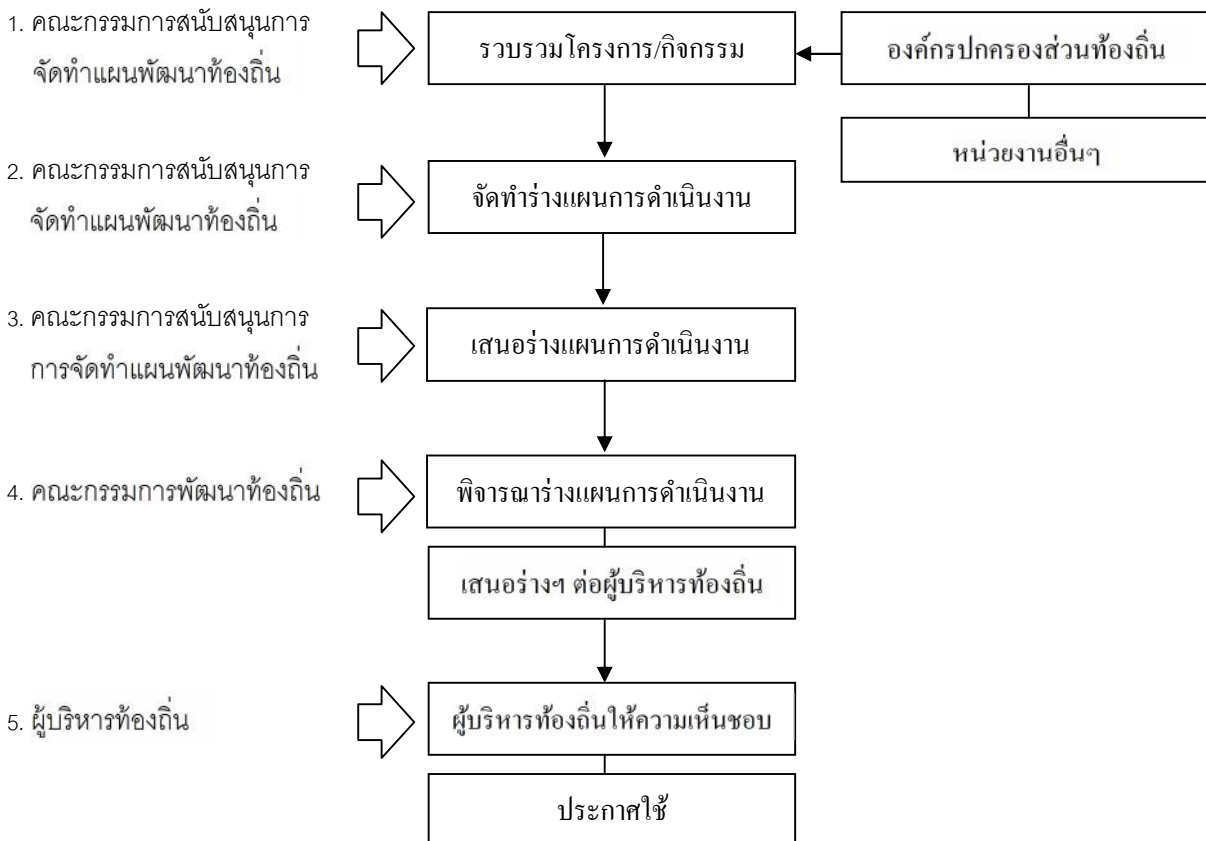 1. คณะกรรมการสนับสนุนการ
จัดทำแผนพัฒนาท้องถิ่น
รวบรวมโครงการ/กิจกรรม
องค์กรปกครองส่วนท้องถิ่น
หน่วยงานอื่นๆ
2. คณะกรรมการสนับสนุนการ
จัดทำแผนพัฒนาท้องถิ่น
จัดทำร่างแผนการดำเนินงาน
3. คณะกรรมการสนับสนุนการ
การจัดทำแผนพัฒนาท้องถิ่น
เสนอร่างแผนการดำเนินงาน
4. คณะกรรมการพัฒนาท้องถิ่น
พิจารณาร่างแผนการดำเนินงาน
เสนอร่างฯ ต่อผู้บริหารท้องถิ่น
5. ผู้บริหารท้องถิ่น
ผู้บริหารท้องถิ่นให้ความเห็นชอบ
ประกาศใช้